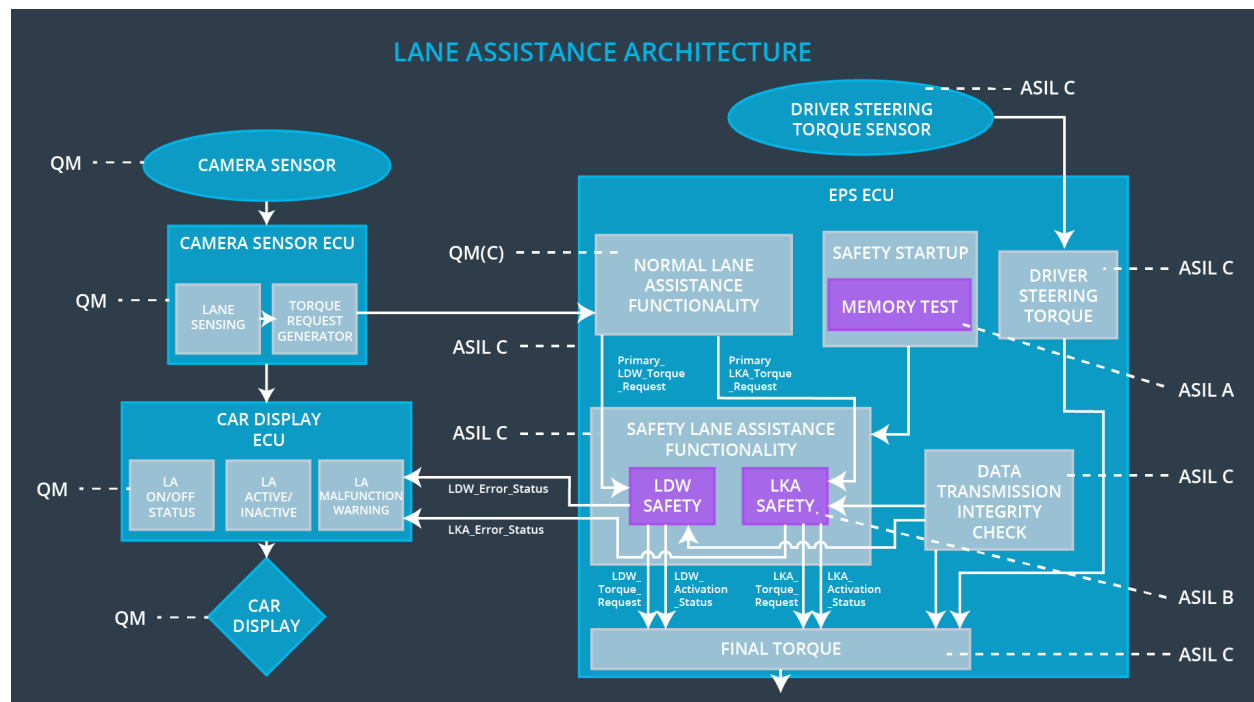 LANE ASSISTANCE ARCHITECTURE
ASIL C
DRIVER STEERING
TORQUE SENSOR
QM
CAMERA SENSOR
EPS ECU
CAMERA SENSOR ECU
QM
LANE
SENSING
TORQUE
REQUEST
GENERATOR
QM(C)
NORMAL LANE
ASSISTANCE
FUNCTIONALITY
SAFETY STARTUP
MEMORY TEST
DRIVER
STEERING
TORQUE
ASIL C
ASIL C
ASIL A
Primary_
LDW_Torque
_Request
Primary
LKA_Torque
_Request
CAR DISPLAY
ECU
QM
LA
ON/OFF
STATUS
LA
ACTIVE/
INACTIVE
LA
MALFUNCTION
WARNING
ASIL C
SAFETY LANE ASSISTANCE
FUNCTIONALITY
LDW
SAFETY
LKA
SAFETY
DATA
TRANSMISSION
INTEGRITY
CHECK
ASIL C
LDW_Error_Status
LKA_Error_Status
LDW_
Torque_
Request
LDW_
Activation
_Status
LKA_
Torque_
Request
LKA_
Activation
_Status
ASIL B
QM
CAR
DISPLAY
FINAL TORQUE
ASIL C